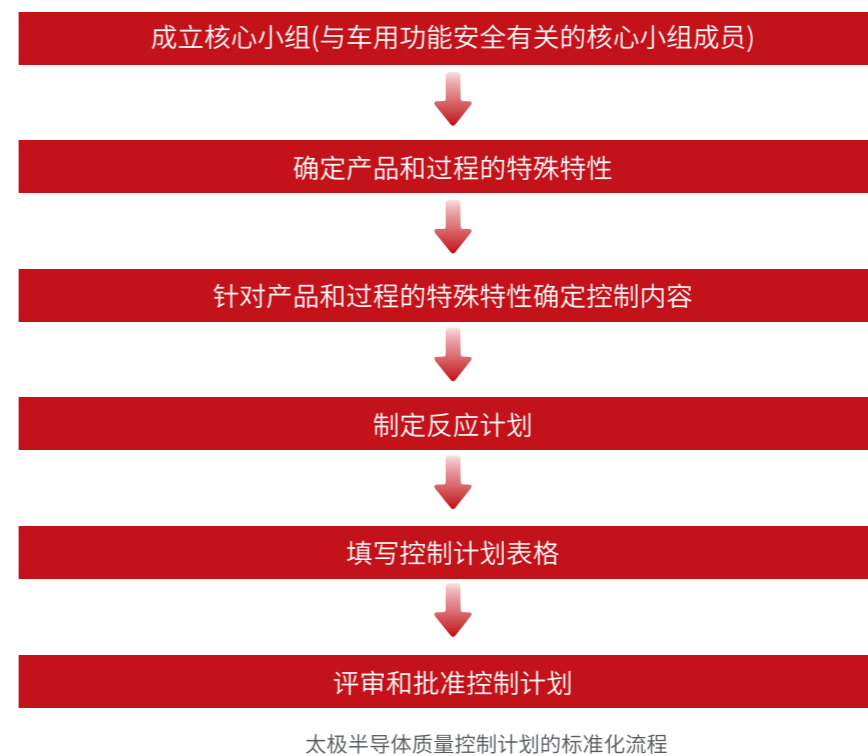 成立核心小组(与车用功能安全有关的核心小组成员)
确定产品和过程的特殊特性
针对产品和过程的特殊特性确定控制内容
制定反应计划
填写控制计划表格
评审和批准控制计划
太极半导体质量控制计划的标准化流程